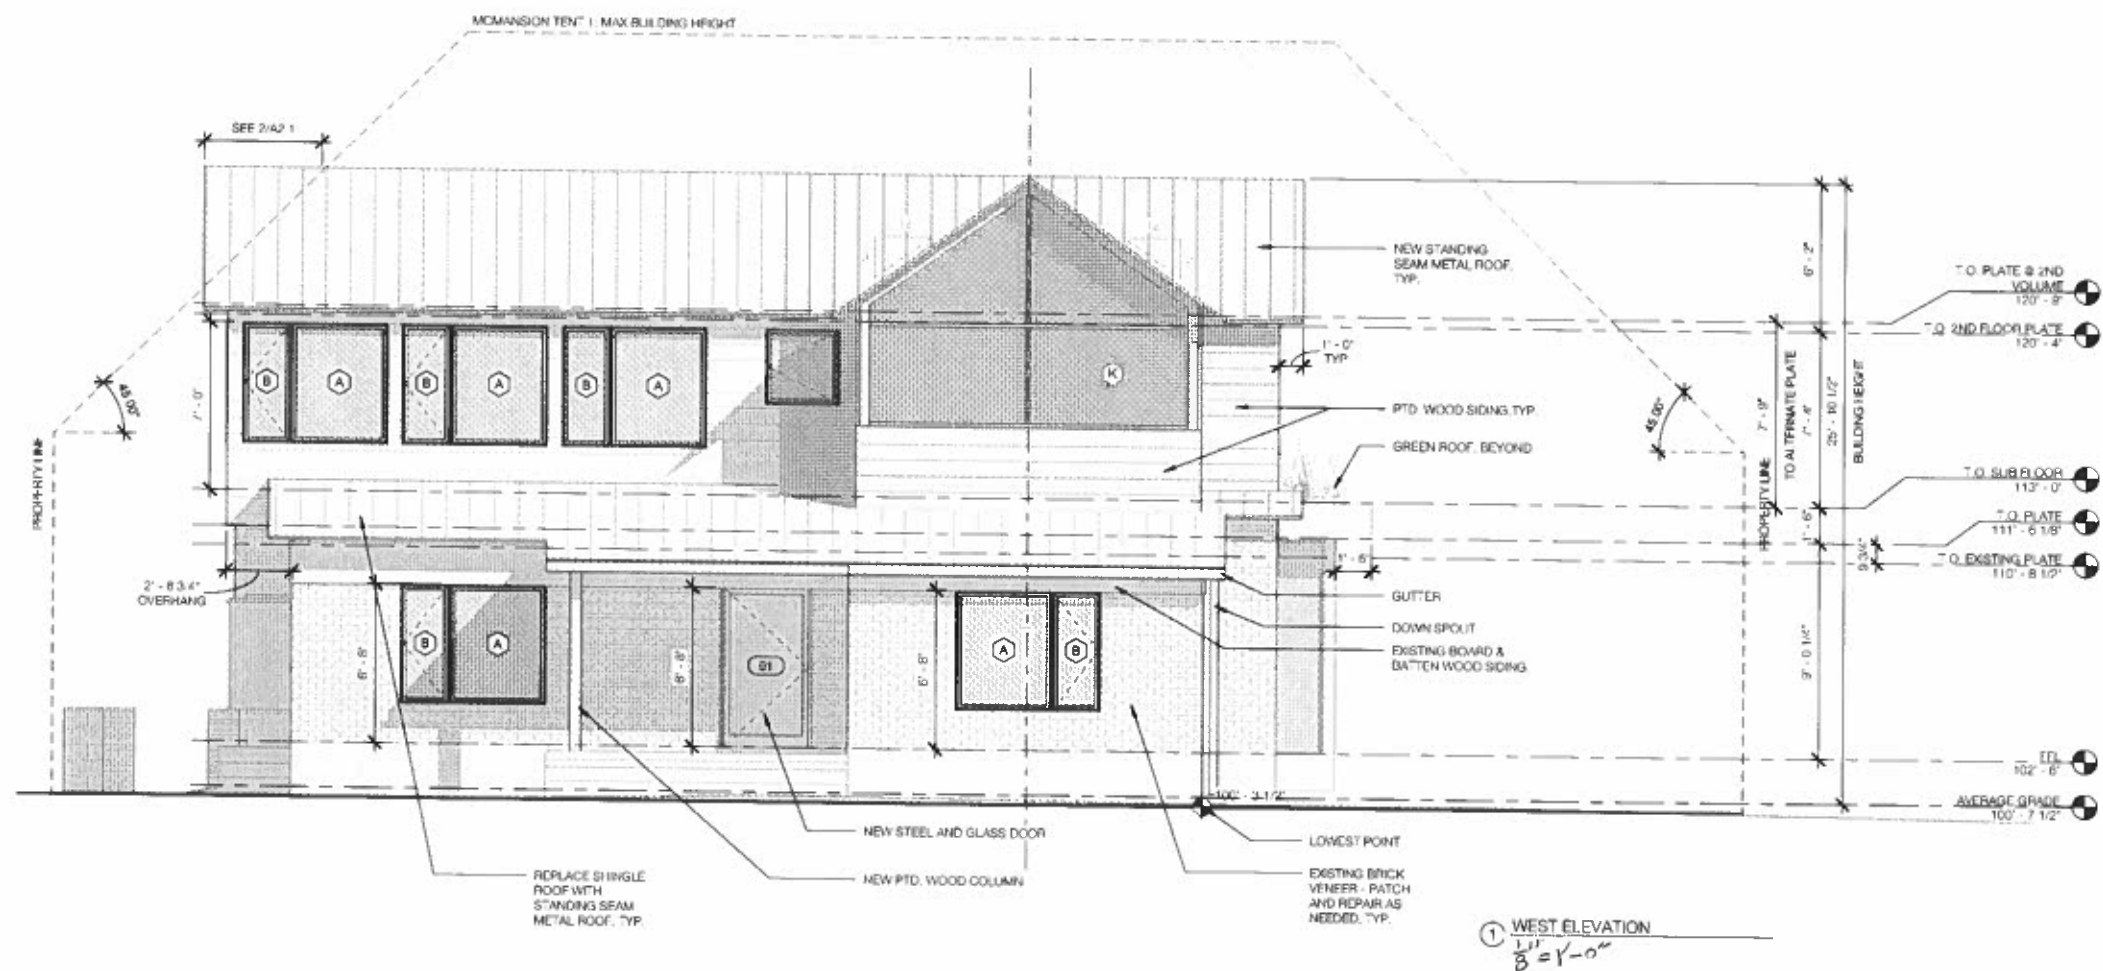 MCMANSION TENT 1: MAX BUILDING HEIGHT
SEE 2/A2.1
NEW STANDING
SEAM METAL ROOF,
TYP.
6' - 2"
T.O. PLATE @ 2ND
VOLUME
120' - 9"
T.O. 2ND FLOOR PLATE
120' - 4"
1' - 0"
TYP
B
A
B
A
B
A
K
45.00°
45.00°
7' - 0"
PTD. WOOD SIDING, TYP.
GREEN ROOF, BEYOND
PROPERTY LINE
PROPERTY LINE
7' - 9"
TO ALTERNATE PLATE
7' - 4"
25' - 10 1/2"
BUILDING HEIGHT
T.O. SUB FLOOR
113' - 0"
T.O. PLATE
111' - 6 1/8"
1' - 6"
9 3/4"
T.O. EXISTING PLATE
110' - 8 1/2"
2' - 8 3/4"
OVERHANG
GUTTER
DOWN SPOUT
EXISTING BOARD &
BATTEN WOOD SIDING
B
A
01
A
B
6' - 8"
6' - 8"
6' - 8"
9' - 0 1/4"
F.F.L.
102' - 6"
100' - 3 1/2"
AVERAGE GRADE
100' - 7 1/2"
NEW STEEL AND GLASS DOOR
LOWEST POINT
REPLACE SHINGLE
ROOF WITH
STANDING SEAM
METAL ROOF, TYP.
NEW PTD. WOOD COLUMN
EXISTING BRICK
VENEER - PATCH
AND REPAIR AS
NEEDED, TYP.
1 WEST ELEVATION
1/8" = 1'-0"